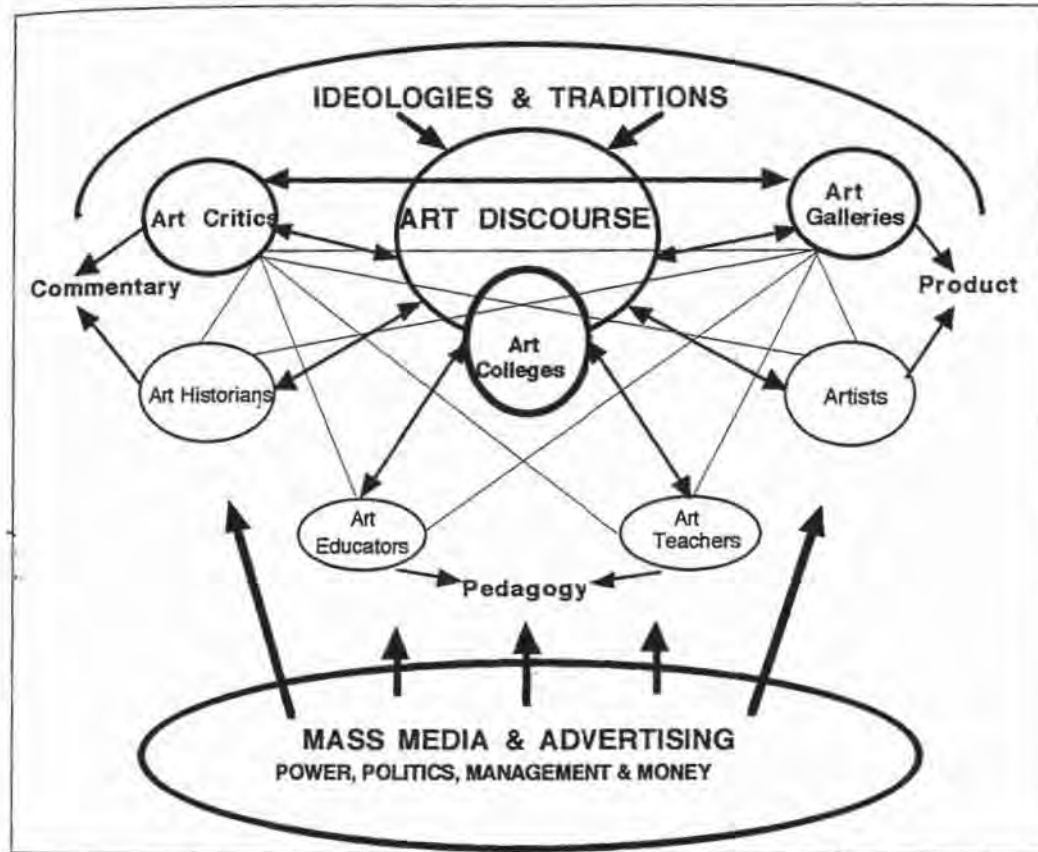 IDEOLOGIES & TRADITIONS
Art Critics
ART DISCOURSE
Art
Galleries
Commentary
Product
Art
Colleges
Art Historians
Artists
Art
Educators
Art
Teachers
Pedagogy
MASS MEDIA & ADVERTISING
POWER, POLITICS, MANAGEMENT & MONEY